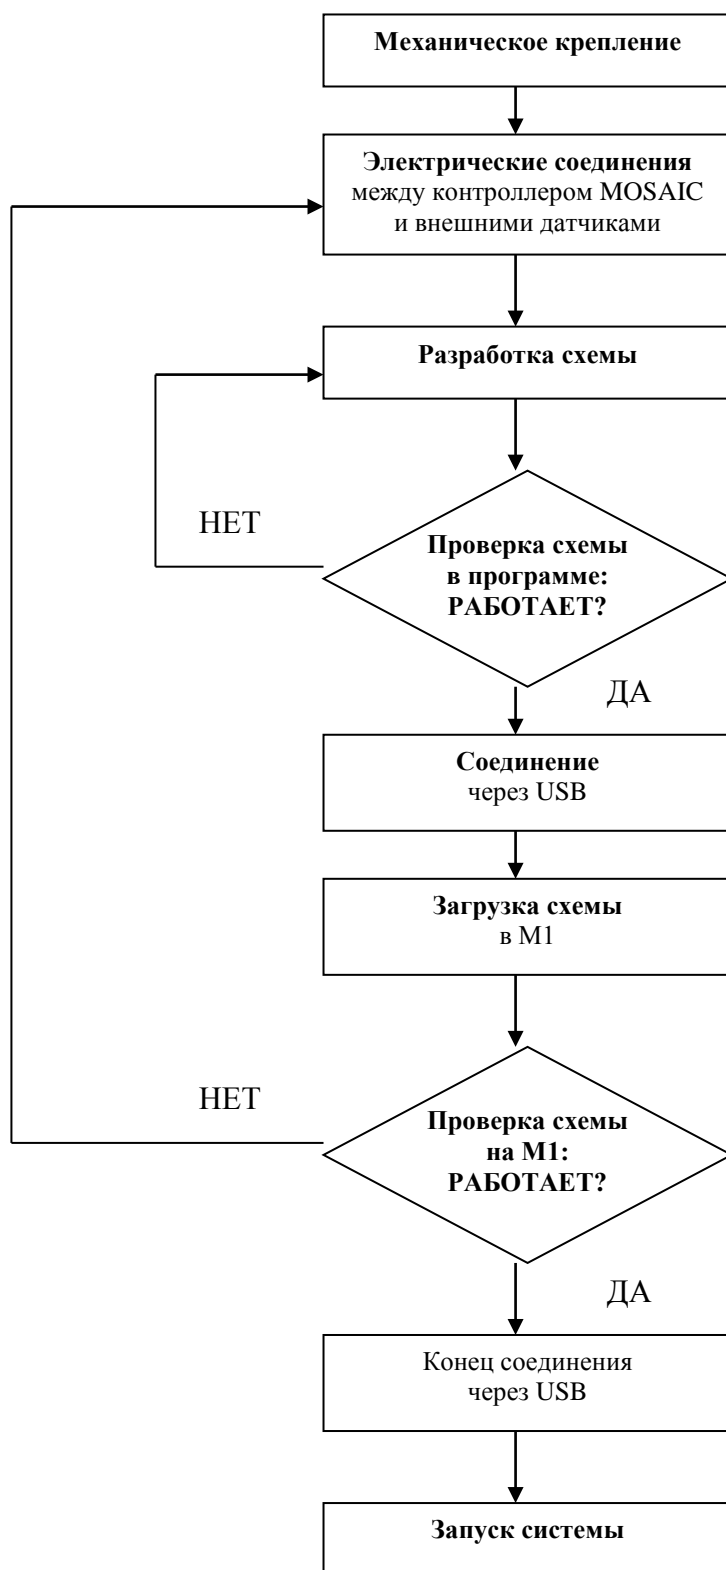 Механическое крепление
Электрические соединения
между контроллером MOSAIC
и внешними датчиками
Разработка схемы
НЕТ
Проверка схемы
в программе:
РАБОТАЕТ?
ДА
Соединение
через USB
Загрузка схемы
в M1
НЕТ
Проверка схемы
на M1:
РАБОТАЕТ?
ДА
Конец соединения
через USB
Запуск системы